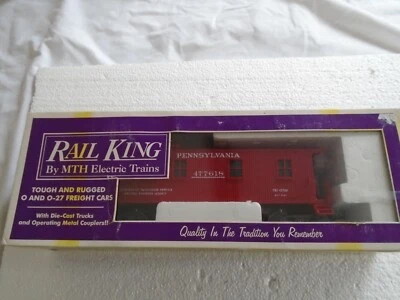 RAIL KING
By MTH Electric Trains
TOUGH AND RUGGED
O AND O-27 FREIGHT CARS
With Die-Cast Trucks
and Operating Metal Couplers!!
PENNSYLVANIA
477618
Quality In The Tradition You Remember